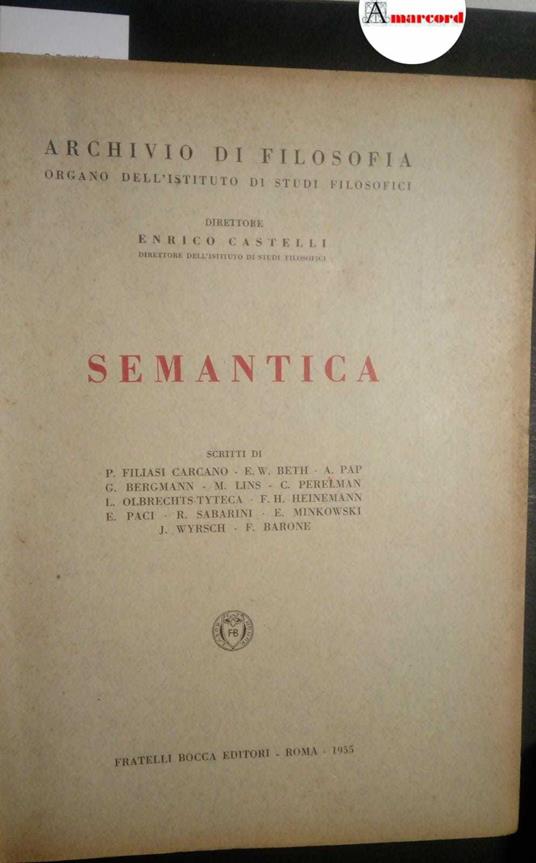 Amarcord
ARCHIVIO DI FILOSOFIA
ORGANO DELL'ISTITUTO DI STUDI FILOSOFICI
DIRETTORE
ENRICO CASTELLI
DIRETTORE DELL'ISTITUTO DI STUDI FILOSOFICI
SEMANTICA
SCRITTI DI
P. FILIASI CARCANO - E. W. BETH - A. PAP
G. BERGMANN - M. LINS - C. PERELMAN
L. OLBRECHTS-TYTECA - F. H. HEINEMANN
E. PACI - R. SABARINI - E. MINKOWSKI
J. WYRSCH - F. BARONE
FB
FRATELLI BOCCA EDITORI - ROMA - 1955